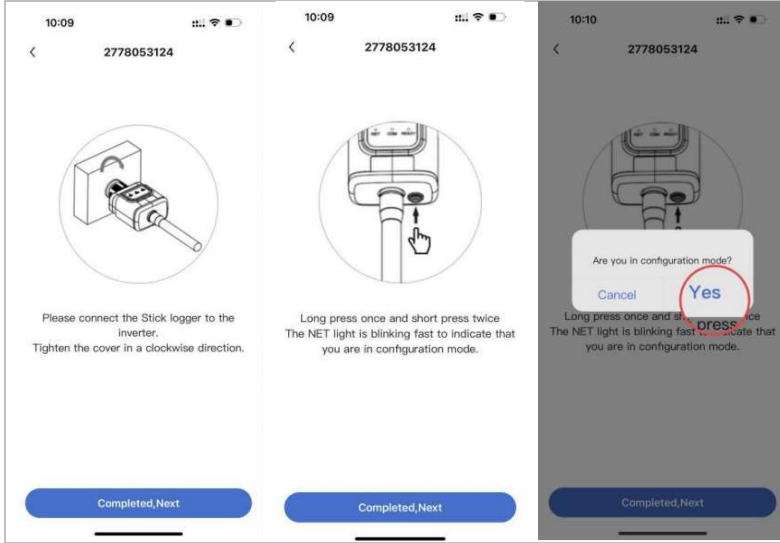 10:09
2778053124
Please connect the Stick logger to the
inverter.
Tighten the cover in a clockwise direction.
Completed,Next
10:09
2778053124
Long press once and short press twice
The NET light is blinking fast to indicate that
you are in configuration mode.
Completed,Next
10:10
2778053124
Are you in configuration mode?
Cancel
Yes
Long press once and
press
The NET light is blinking fast that
you are in configuration mode.
Completed,Next